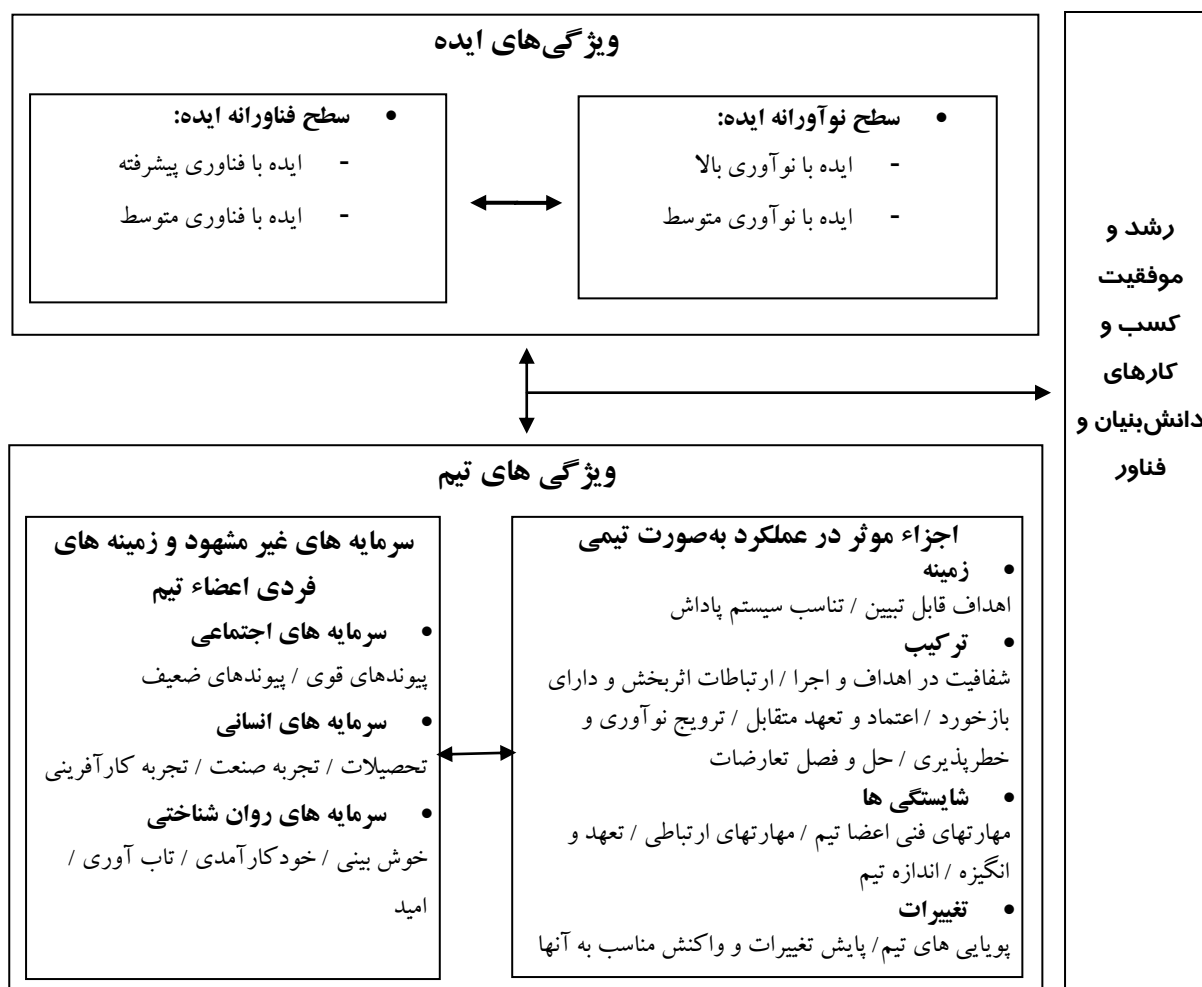 ویژگی‌های ایده
• سطح نوآورانه ایده:
- ایده با نوآوری بالا
- ایده با نوآوری متوسط
• سطح فناورانه ایده:
- ایده با فناوری پیشرفته
- ایده با فناوری متوسط
رشد و
موفقیت
کسب و
کارهای
دانش‌بنیان و
فناور
ویژگی های تیم
اجزاء موثر در عملکرد به‌صورت تیمی
• زمینه
اهداف قابل تبیین / تناسب سیستم پاداش
• ترکیب
شفافیت در اهداف و اجرا / ارتباطات اثربخش و دارای
بازخورد / اعتماد و تعهد متقابل / ترویج نوآوری و
خطرپذیری / حل و فصل تعارضات
• شایستگی ها
مهارتهای فنی اعضا تیم / مهارتهای ارتباطی / تعهد و
انگیزه / اندازه تیم
• تغییرات
پویایی های تیم/ پایش تغییرات و واکنش مناسب به آنها
سرمایه های غیر مشهود و زمینه های
فردی اعضاء تیم
• سرمایه های اجتماعی
پیوندهای قوی / پیوندهای ضعیف
• سرمایه های انسانی
تحصیلات / تجربه صنعت / تجربه کارآفرینی
• سرمایه های روان شناختی
خوش بینی / خودکارآمدی / تاب آوری /
امید